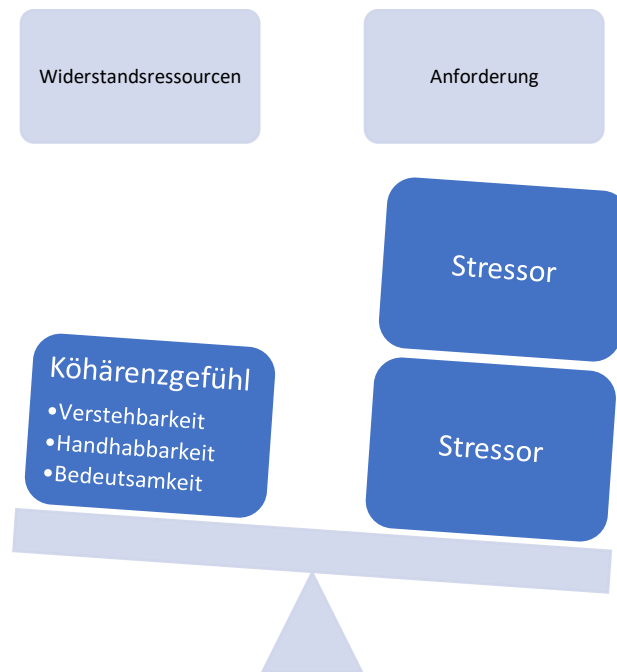 Widerstandsressourcen
Anforderung
Stressor
Köhärenzgefühl
•Verstehbarkeit
•Handhabbarkeit
•Bedeutsamkeit
Stressor